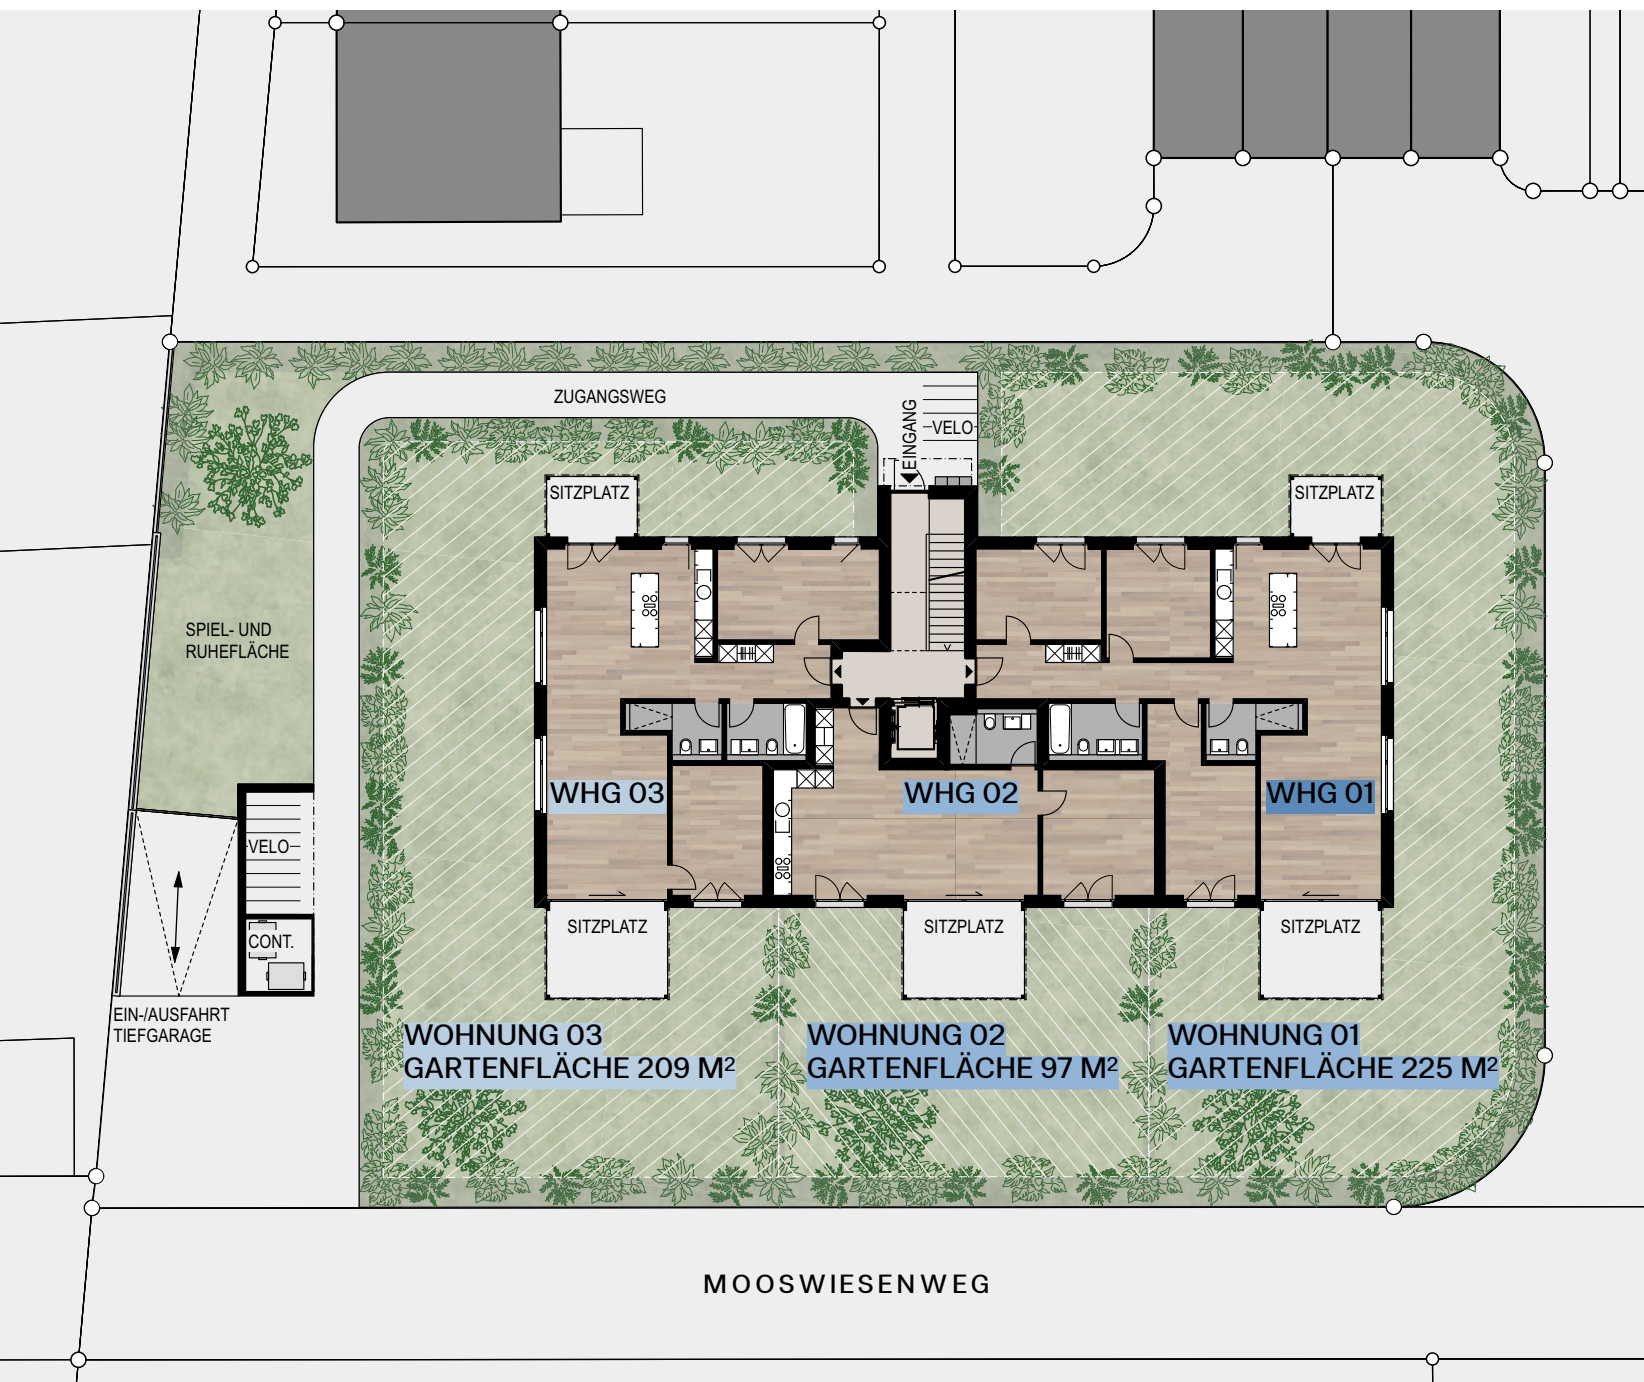 ZUGANGSWEG
EINGANG
VELO
SITZPLATZ
SITZPLATZ
SPIEL- UND
RUHEFLÄCHE
WHG 03
WHG 02
WHG 01
VELO
CONT.
SITZPLATZ
SITZPLATZ
SITZPLATZ
EIN-/AUSFAHRT
TIEFGARAGE
WOHNUNG 03
GARTENFLÄCHE 209 M²
WOHNUNG 02
GARTENFLÄCHE 97 M²
WOHNUNG 01
GARTENFLÄCHE 225 M²
MOOSWIESENWEG